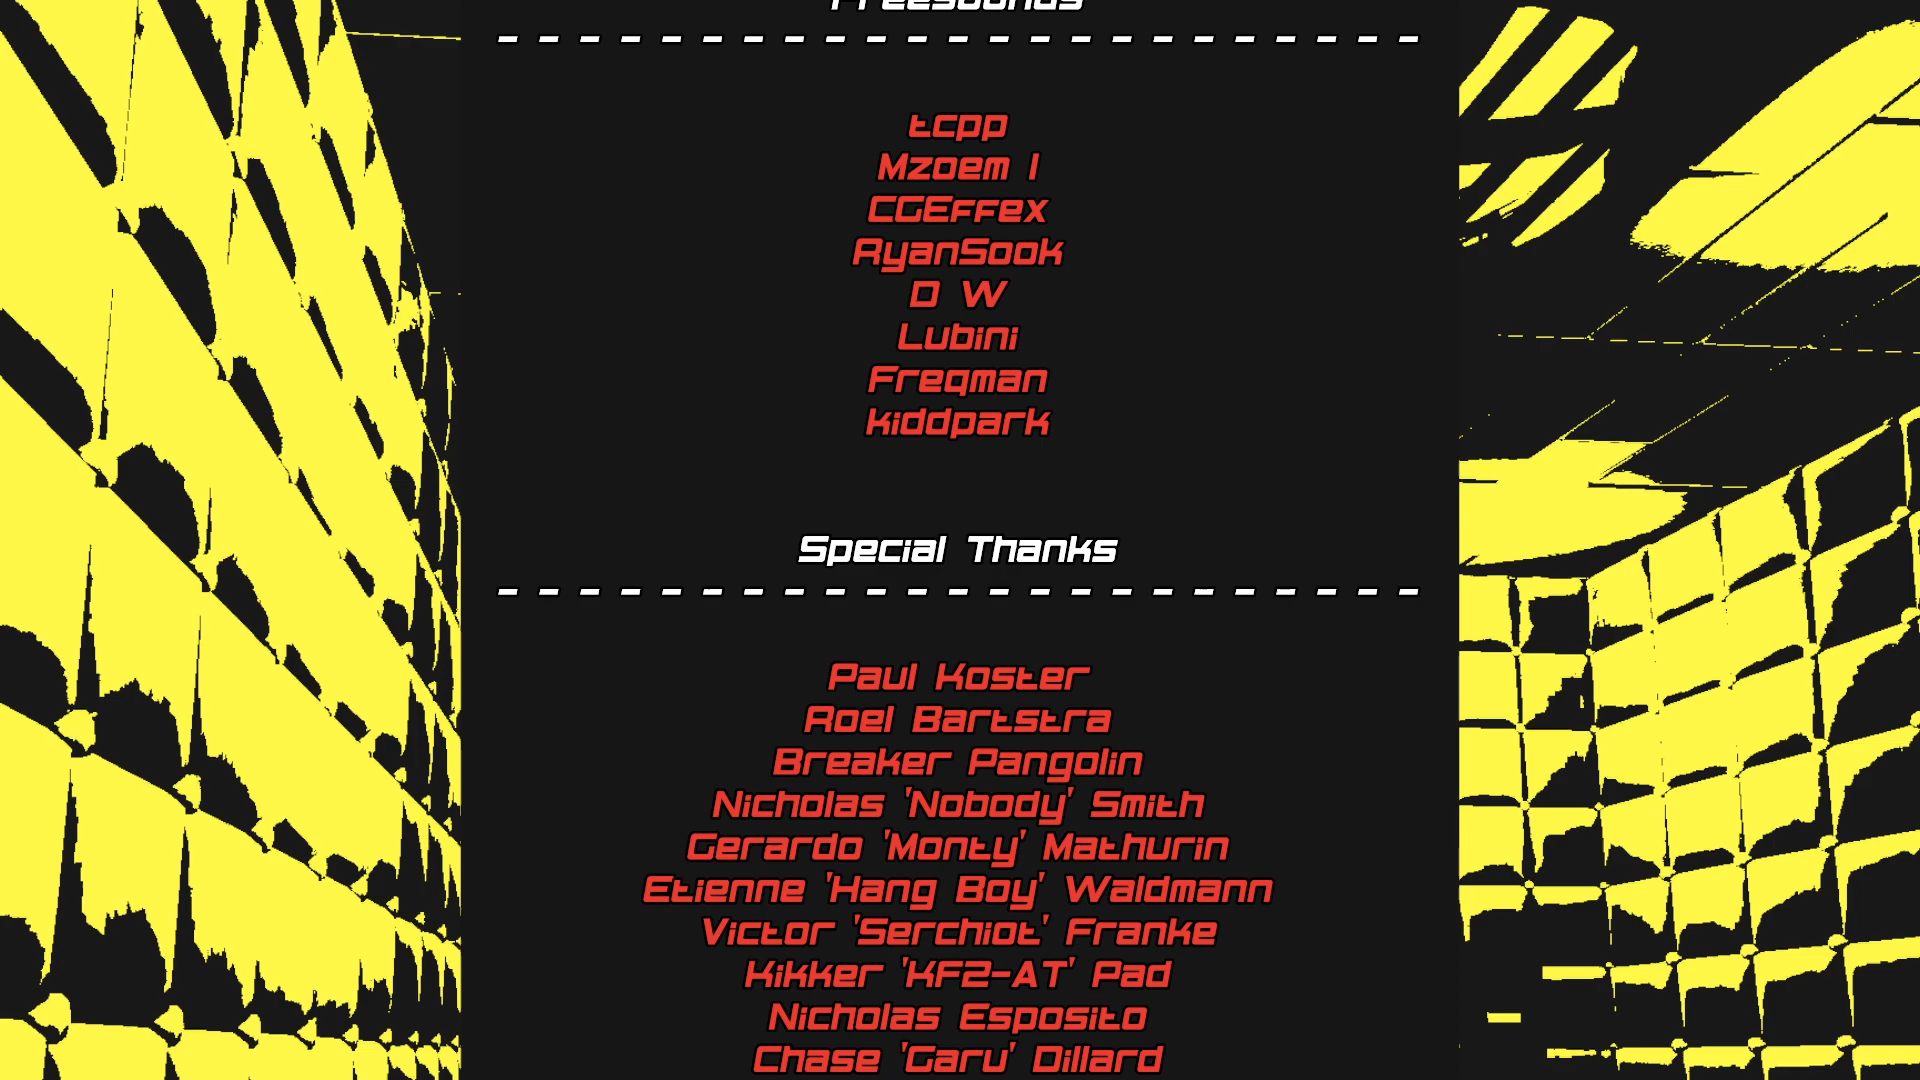 Freesounds
tcpp
Mzoem I
CGEffex
RyanSook
D W
Lubini
Freqman
kiddpark
Special Thanks
Paul Koster
Roel Bartstra
Breaker Pangolin
Nicholas 'Nobody' Smith
Gerardo 'Monty' Mathurin
Etienne 'Hang Boy' Waldmann
Victor 'Serchiot' Franke
Kikker 'KF2-AT' Pad
Nicholas Esposito
Chase 'Garu' Dillard